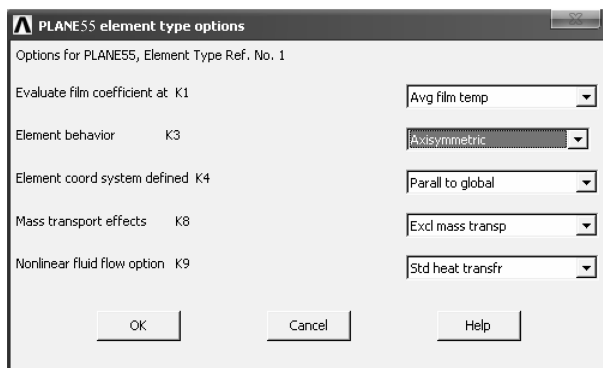 PLANE55 element type options
Options for PLANE55, Element Type Ref. No. 1
Evaluate film coefficient at K1 Avg film temp
Element behavior K3 Axisymmetric
Element coord system defined K4 Parall to global
Mass transport effects K8 Excl mass transp
Nonlinear fluid flow option K9 Std heat transfr
OK Cancel Help